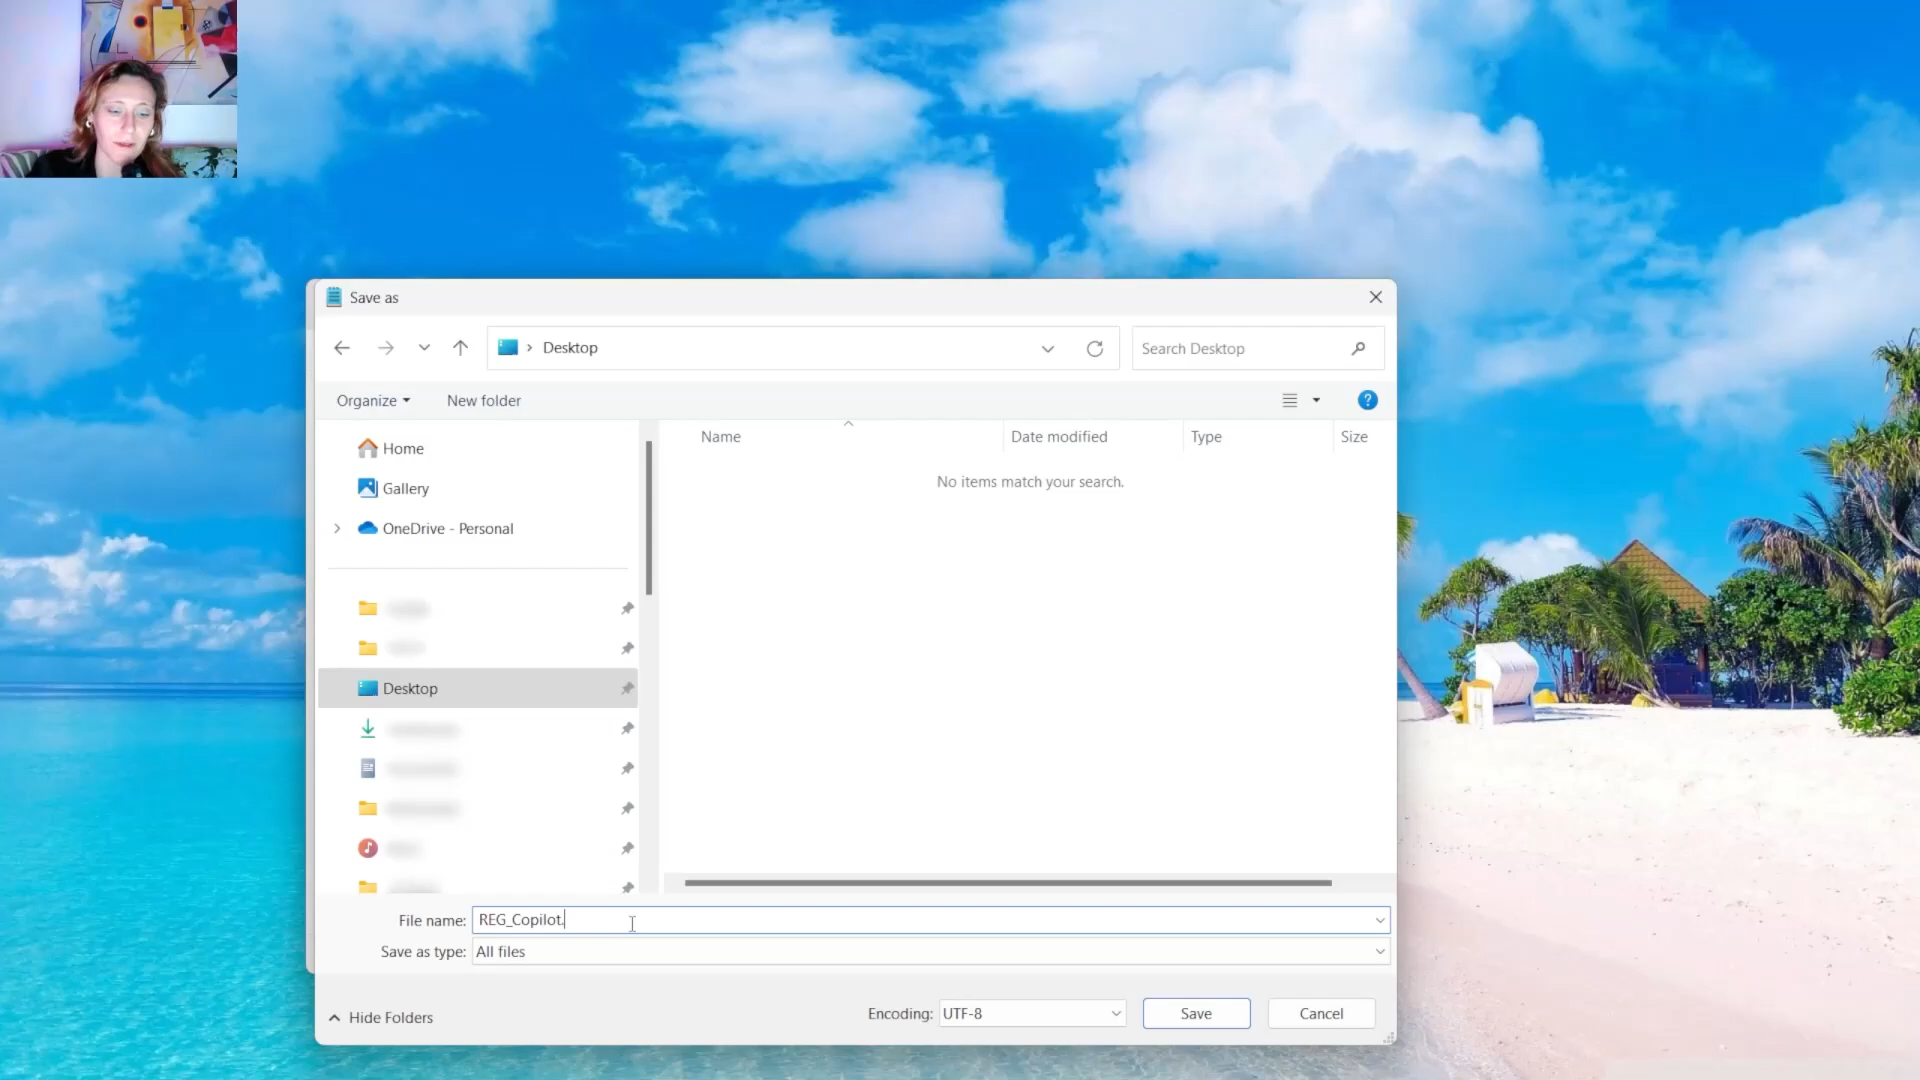 Save as
Desktop
Search Desktop
Organize
New folder
Name
Date modified
Type
Size
No items match your search.
Home
Gallery
OneDrive - Personal
Desktop
File name:
REG_Copilot.
Save as type:
All files
Hide Folders
Encoding:
UTF-8
Save
Cancel